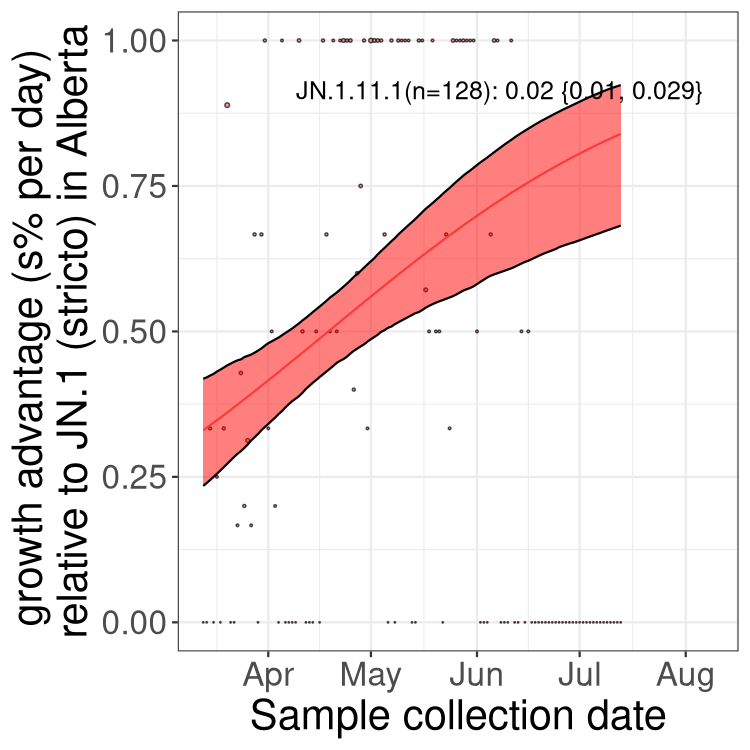 growth advantage (s% per day)
relative to JN.1 (stricto) in Alberta
1.00
0.75
0.50
0.25
0.00
JN.1.11.1(n=128): 0.02 {0.01, 0.029}
Apr May Jun Jul Aug
Sample collection date